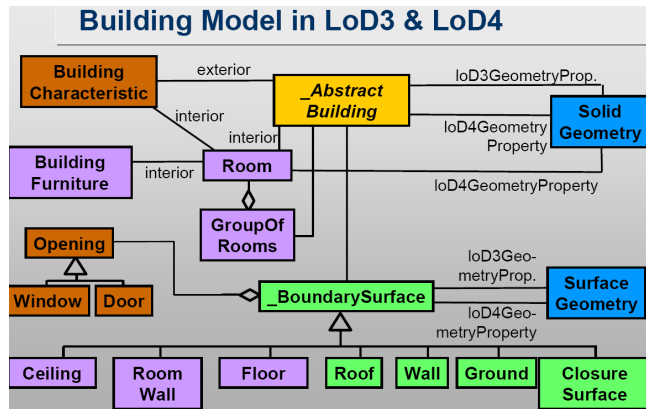 Building Model in LoD3 & LoD4
Building
Characteristic
exterior
_Abstract
Building
loD3GeometryProp.
Solid
Geometry
interior
interior
loD4Geometry
Property
Building
Furniture
interior
Room
loD4GeometryProperty
GroupOf
Rooms
Opening
Window
Door
_BoundarySurface
loD3Geo-
metryProp.
loD4Geo-
metryProperty
Surface
Geometry
Ceiling
Room
Wall
Floor
Roof
Wall
Ground
Closure
Surface